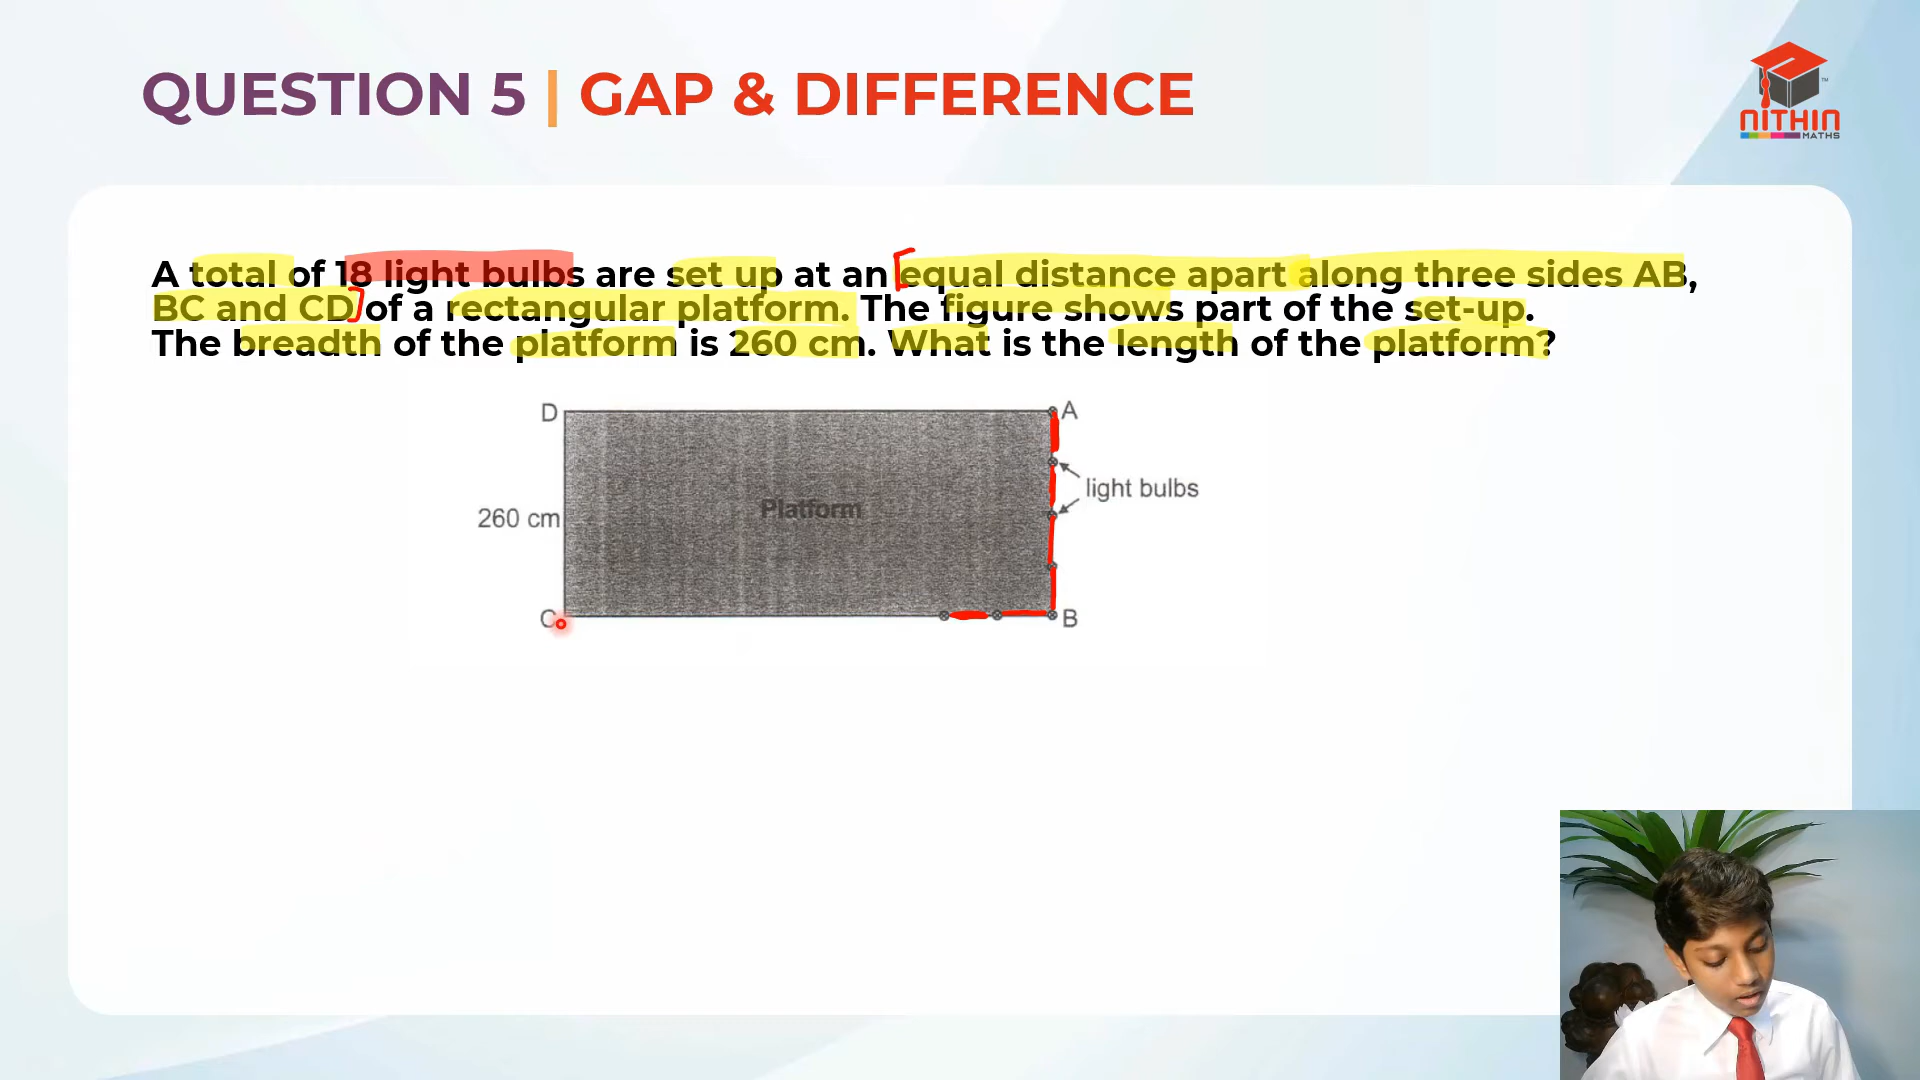 QUESTION 5 | GAP & DIFFERENCE
NITHIN
MATHS
TM
A total of 18 light bulbs are set up at an equal distance apart along three sides AB,
BC and CD of a rectangular platform. The figure shows part of the set-up.
The breadth of the platform is 260 cm. What is the length of the platform?
D
A
light bulbs
Platform
260 cm
C
B